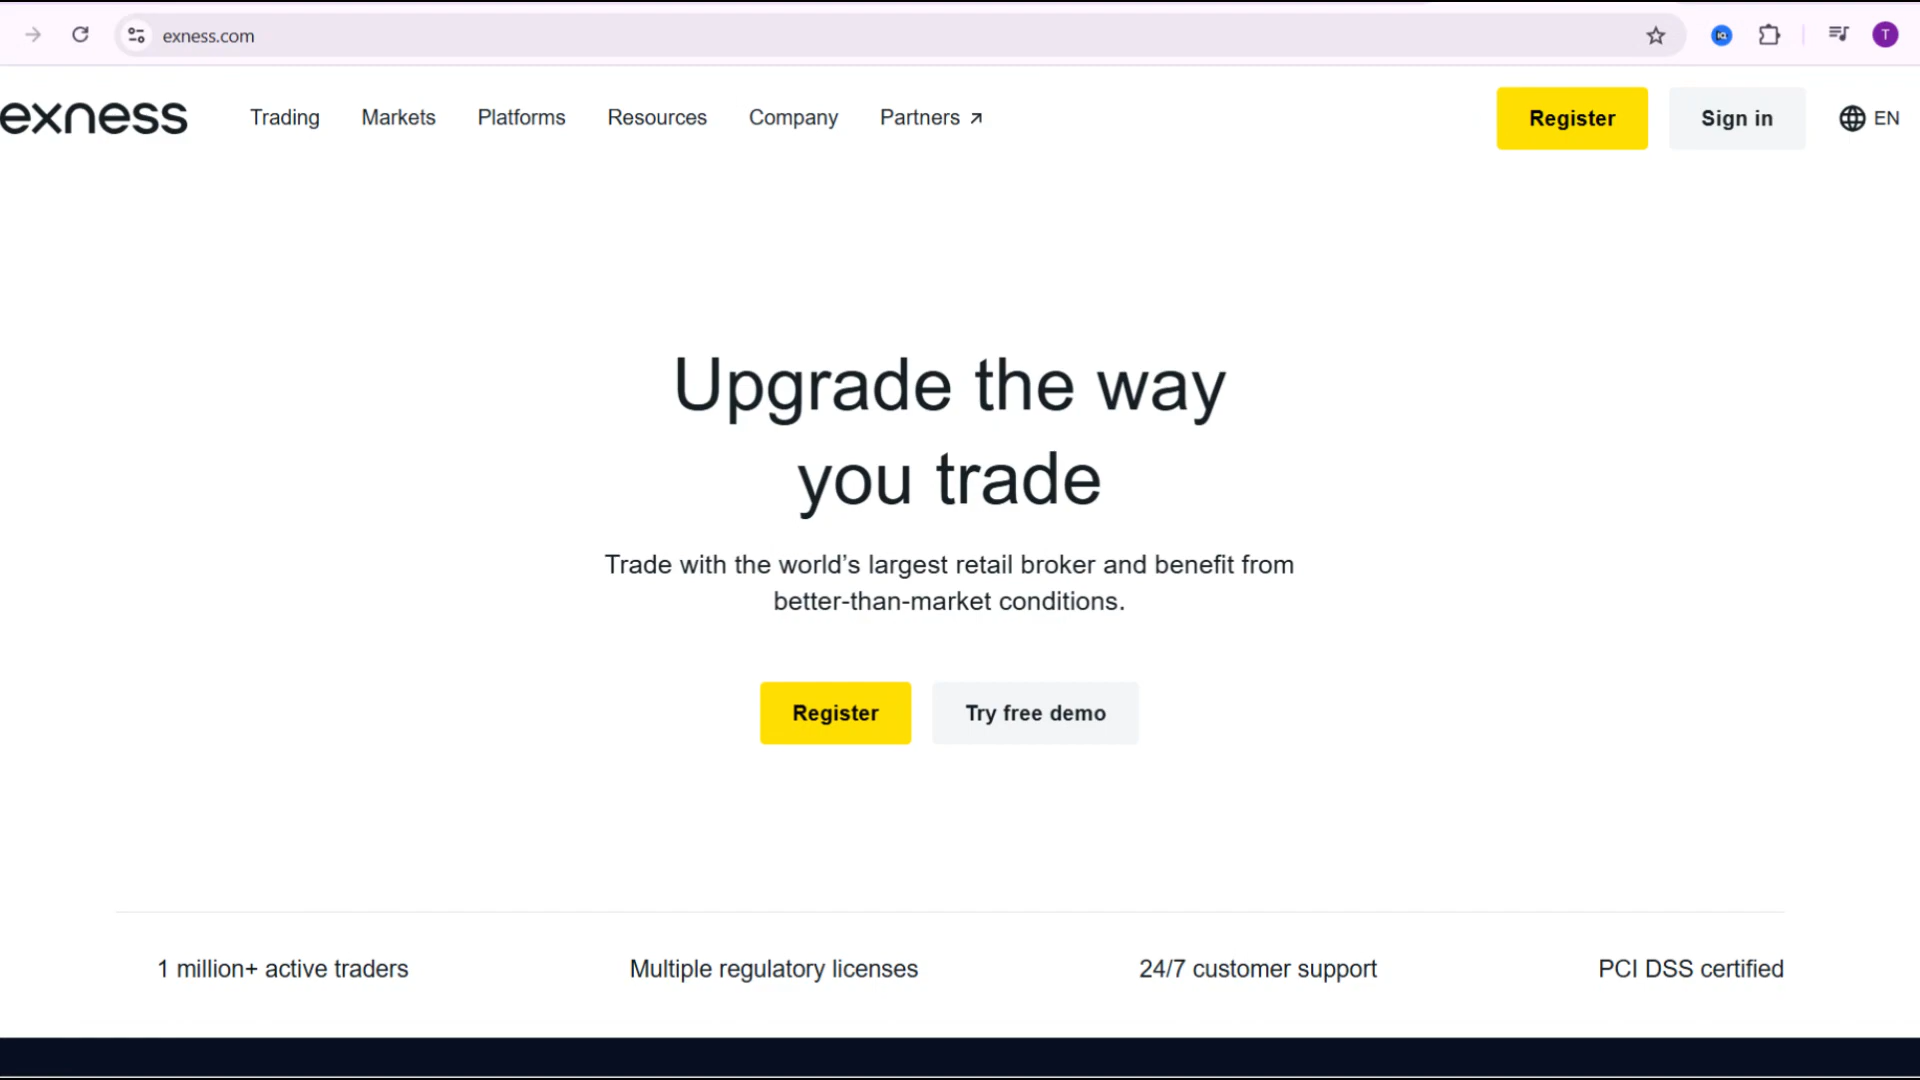 exness.com
T
exness
Trading
Markets
Platforms
Resources
Company
Partners
Register
Sign in
EN
Upgrade the way
you trade
Trade with the world’s largest retail broker and benefit from
better-than-market conditions.
Register
Try free demo
1 million+ active traders
Multiple regulatory licenses
24/7 customer support
PCI DSS certified